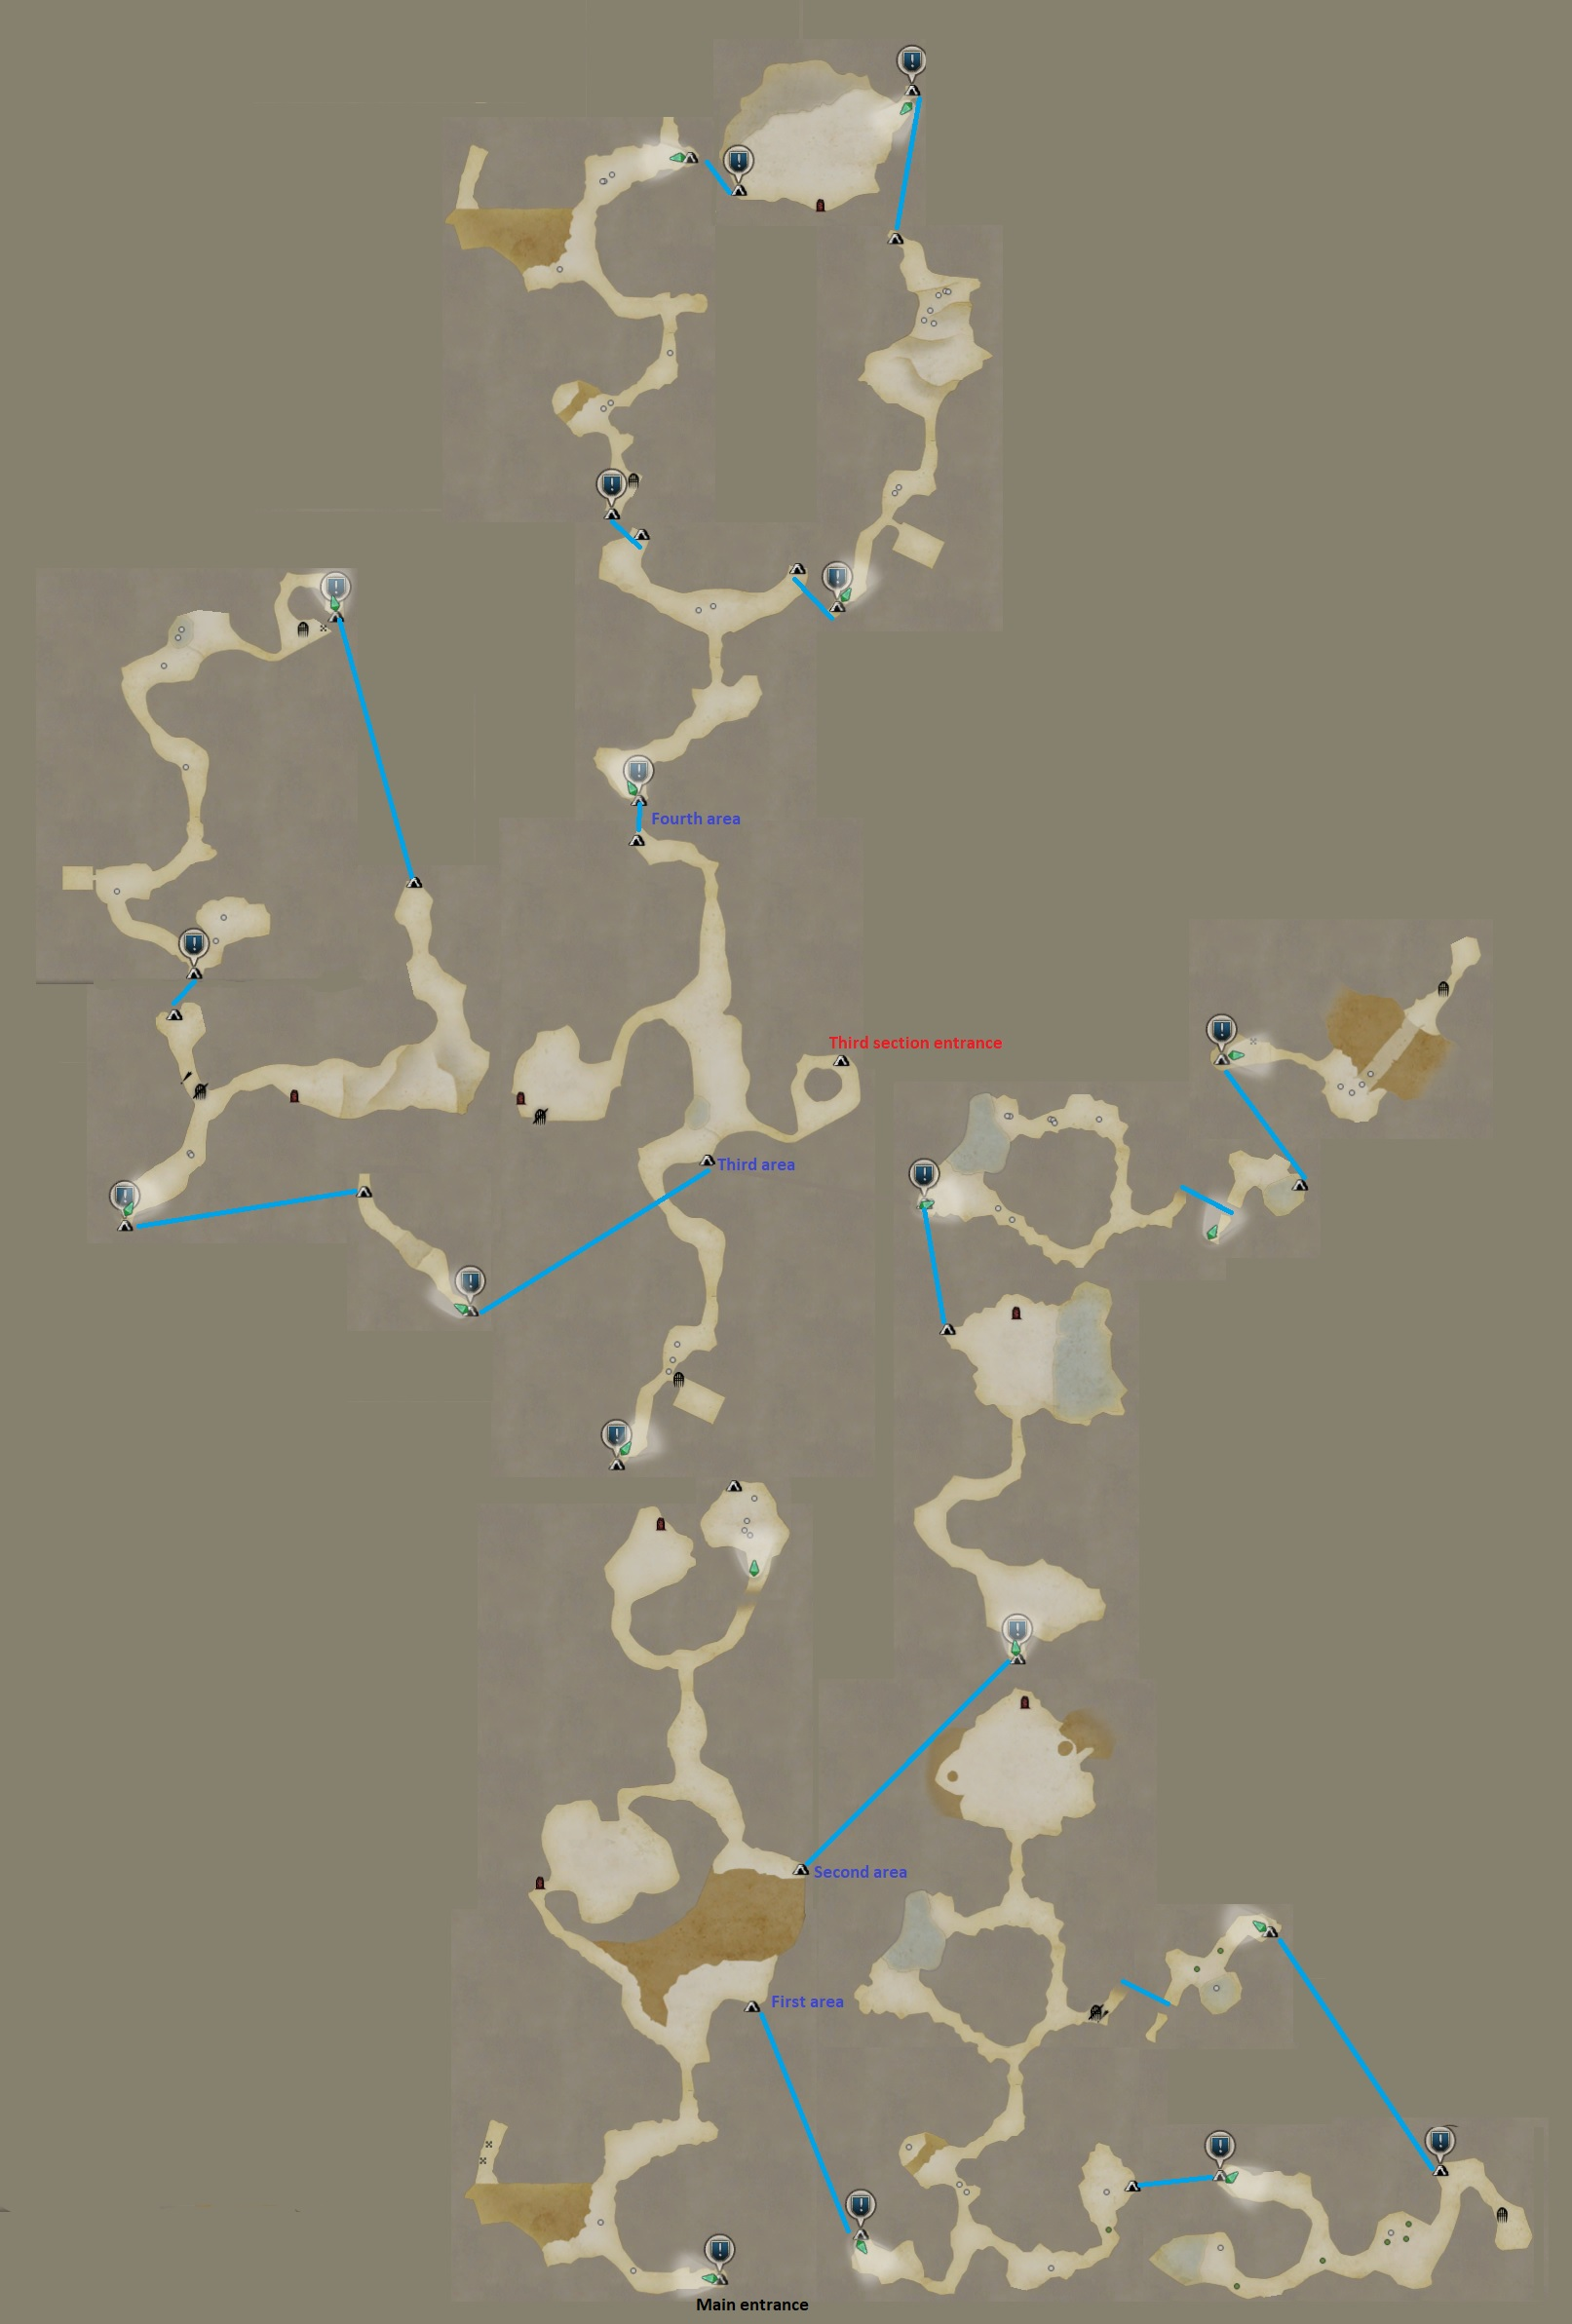 Fourth area
Third section entrance
Third area
Second area
First area
Main entrance